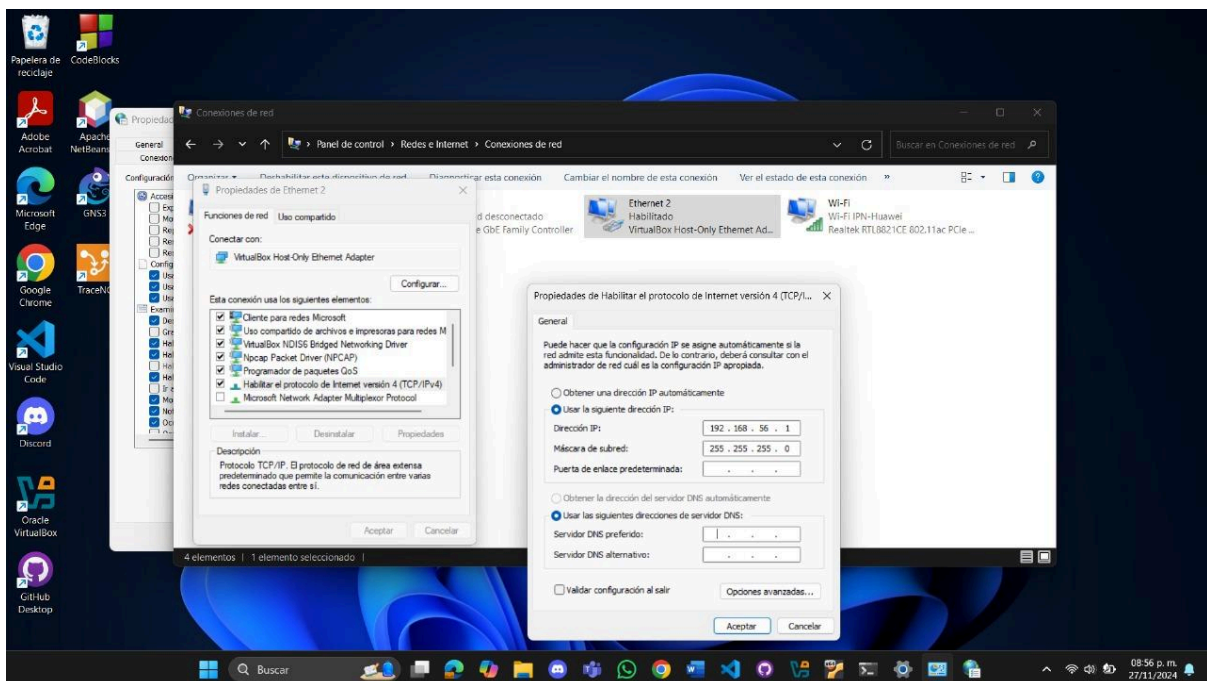 Papelera de
reciclaje
CodeBlocks
Adobe
Acrobat
Apache
NetBeans
Microsoft
Edge
GNS3
Google
Chrome
Visual Studio
Code
Discord
Oracle
VirtualBox
GitHub
Desktop
General
Conexiones de red
Panel de control > Redes e Internet > Conexiones de red
Buscar en Conexiones de red
Organizar
Deshabilitar este dispositivo de red
Diagnosticar esta conexión
Cambiar el nombre de esta conexión
Ver el estado de esta conexión
»
d desconectado
GbE Family Controller
Ethernet 2
Habilitado
VirtualBox Host-Only Ethernet Ad...
Wi-Fi
Wi-Fi IPN-Huawei
Realtek RTL8821CE 802.11ac PCIe ...
4 elementos
1 elemento seleccionado
Propiedades de Ethernet 2
Funciones de red
Uso compartido
Conectar con:
VirtualBox Host-Only Ethernet Adapter
Configurar...
Esta conexión usa los siguientes elementos:
Cliente para redes Microsoft
Uso compartido de archivos e impresoras para redes M
VirtualBox NDIS6 Bridged Networking Driver
Npcap Packet Driver (NPCAP)
Programador de paquetes QoS
Habilitar el protocolo de Internet versión 4 (TCP/IPv4)
Microsoft Network Adapter Multiplexor Protocol
Instalar...
Desinstalar
Propiedades
Descripción
Protocolo TCP/IP. El protocolo de red de área extensa
predeterminado que permite la comunicación entre varias
redes conectadas entre sí.
Aceptar
Cancelar
Propiedades de Habilitar el protocolo de Internet versión 4 (TCP/I...
General
Puede hacer que la configuración IP se asigne automáticamente si la
red admite esta funcionalidad. De lo contrario, deberá consultar con el
administrador de red cuál es la configuración IP apropiada.
Obtener una dirección IP automáticamente
Usar la siguiente dirección IP:
Dirección IP: 192 . 168 . 56 . 1
Máscara de subred: 255 . 255 . 255 . 0
Puerta de enlace predeterminada: . . .
Obtener la dirección del servidor DNS automáticamente
Usar las siguientes direcciones de servidor DNS:
Servidor DNS preferido: . . .
Servidor DNS alternativo: . . .
Validar configuración al salir
Opciones avanzadas...
Aceptar
Cancelar
Buscar
08:56 p. m.
27/11/2024